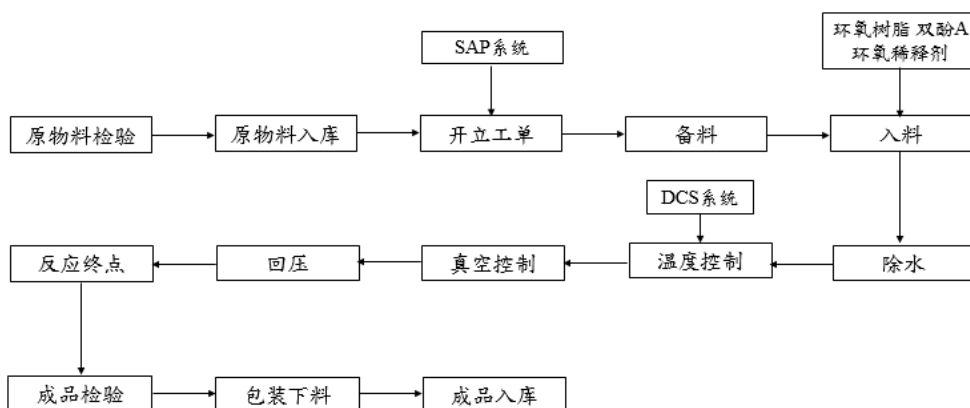 SAP系统
环氧树脂 双酚A
环氧稀释剂
原物料检验
原物料入库
开立工单
备料
入料
DCS系统
反应终点
回压
真空控制
温度控制
除水
成品检验
包装下料
成品入库